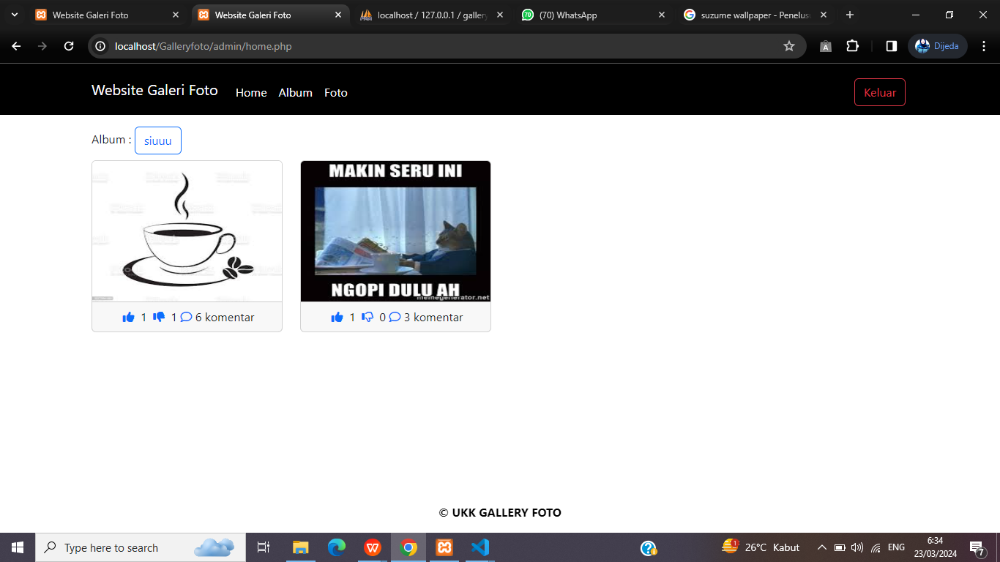 Website Galeri Foto
Website Galeri Foto
localhost / 127.0.0.1 / gallery
(70) WhatsApp
suzume wallpaper - Penelusu
localhost/Galleryfoto/admin/home.php
Dijeda
Website Galeri Foto Home Album Foto Keluar
Album : siuuu
MAKIN SERU INI
NGOPI DULU AH
memegenerator.net
1 1 6 komentar
1 0 3 komentar
© UKK GALLERY FOTO
Type here to search
26°C Kabut
ENG
6:34
23/03/2024
7